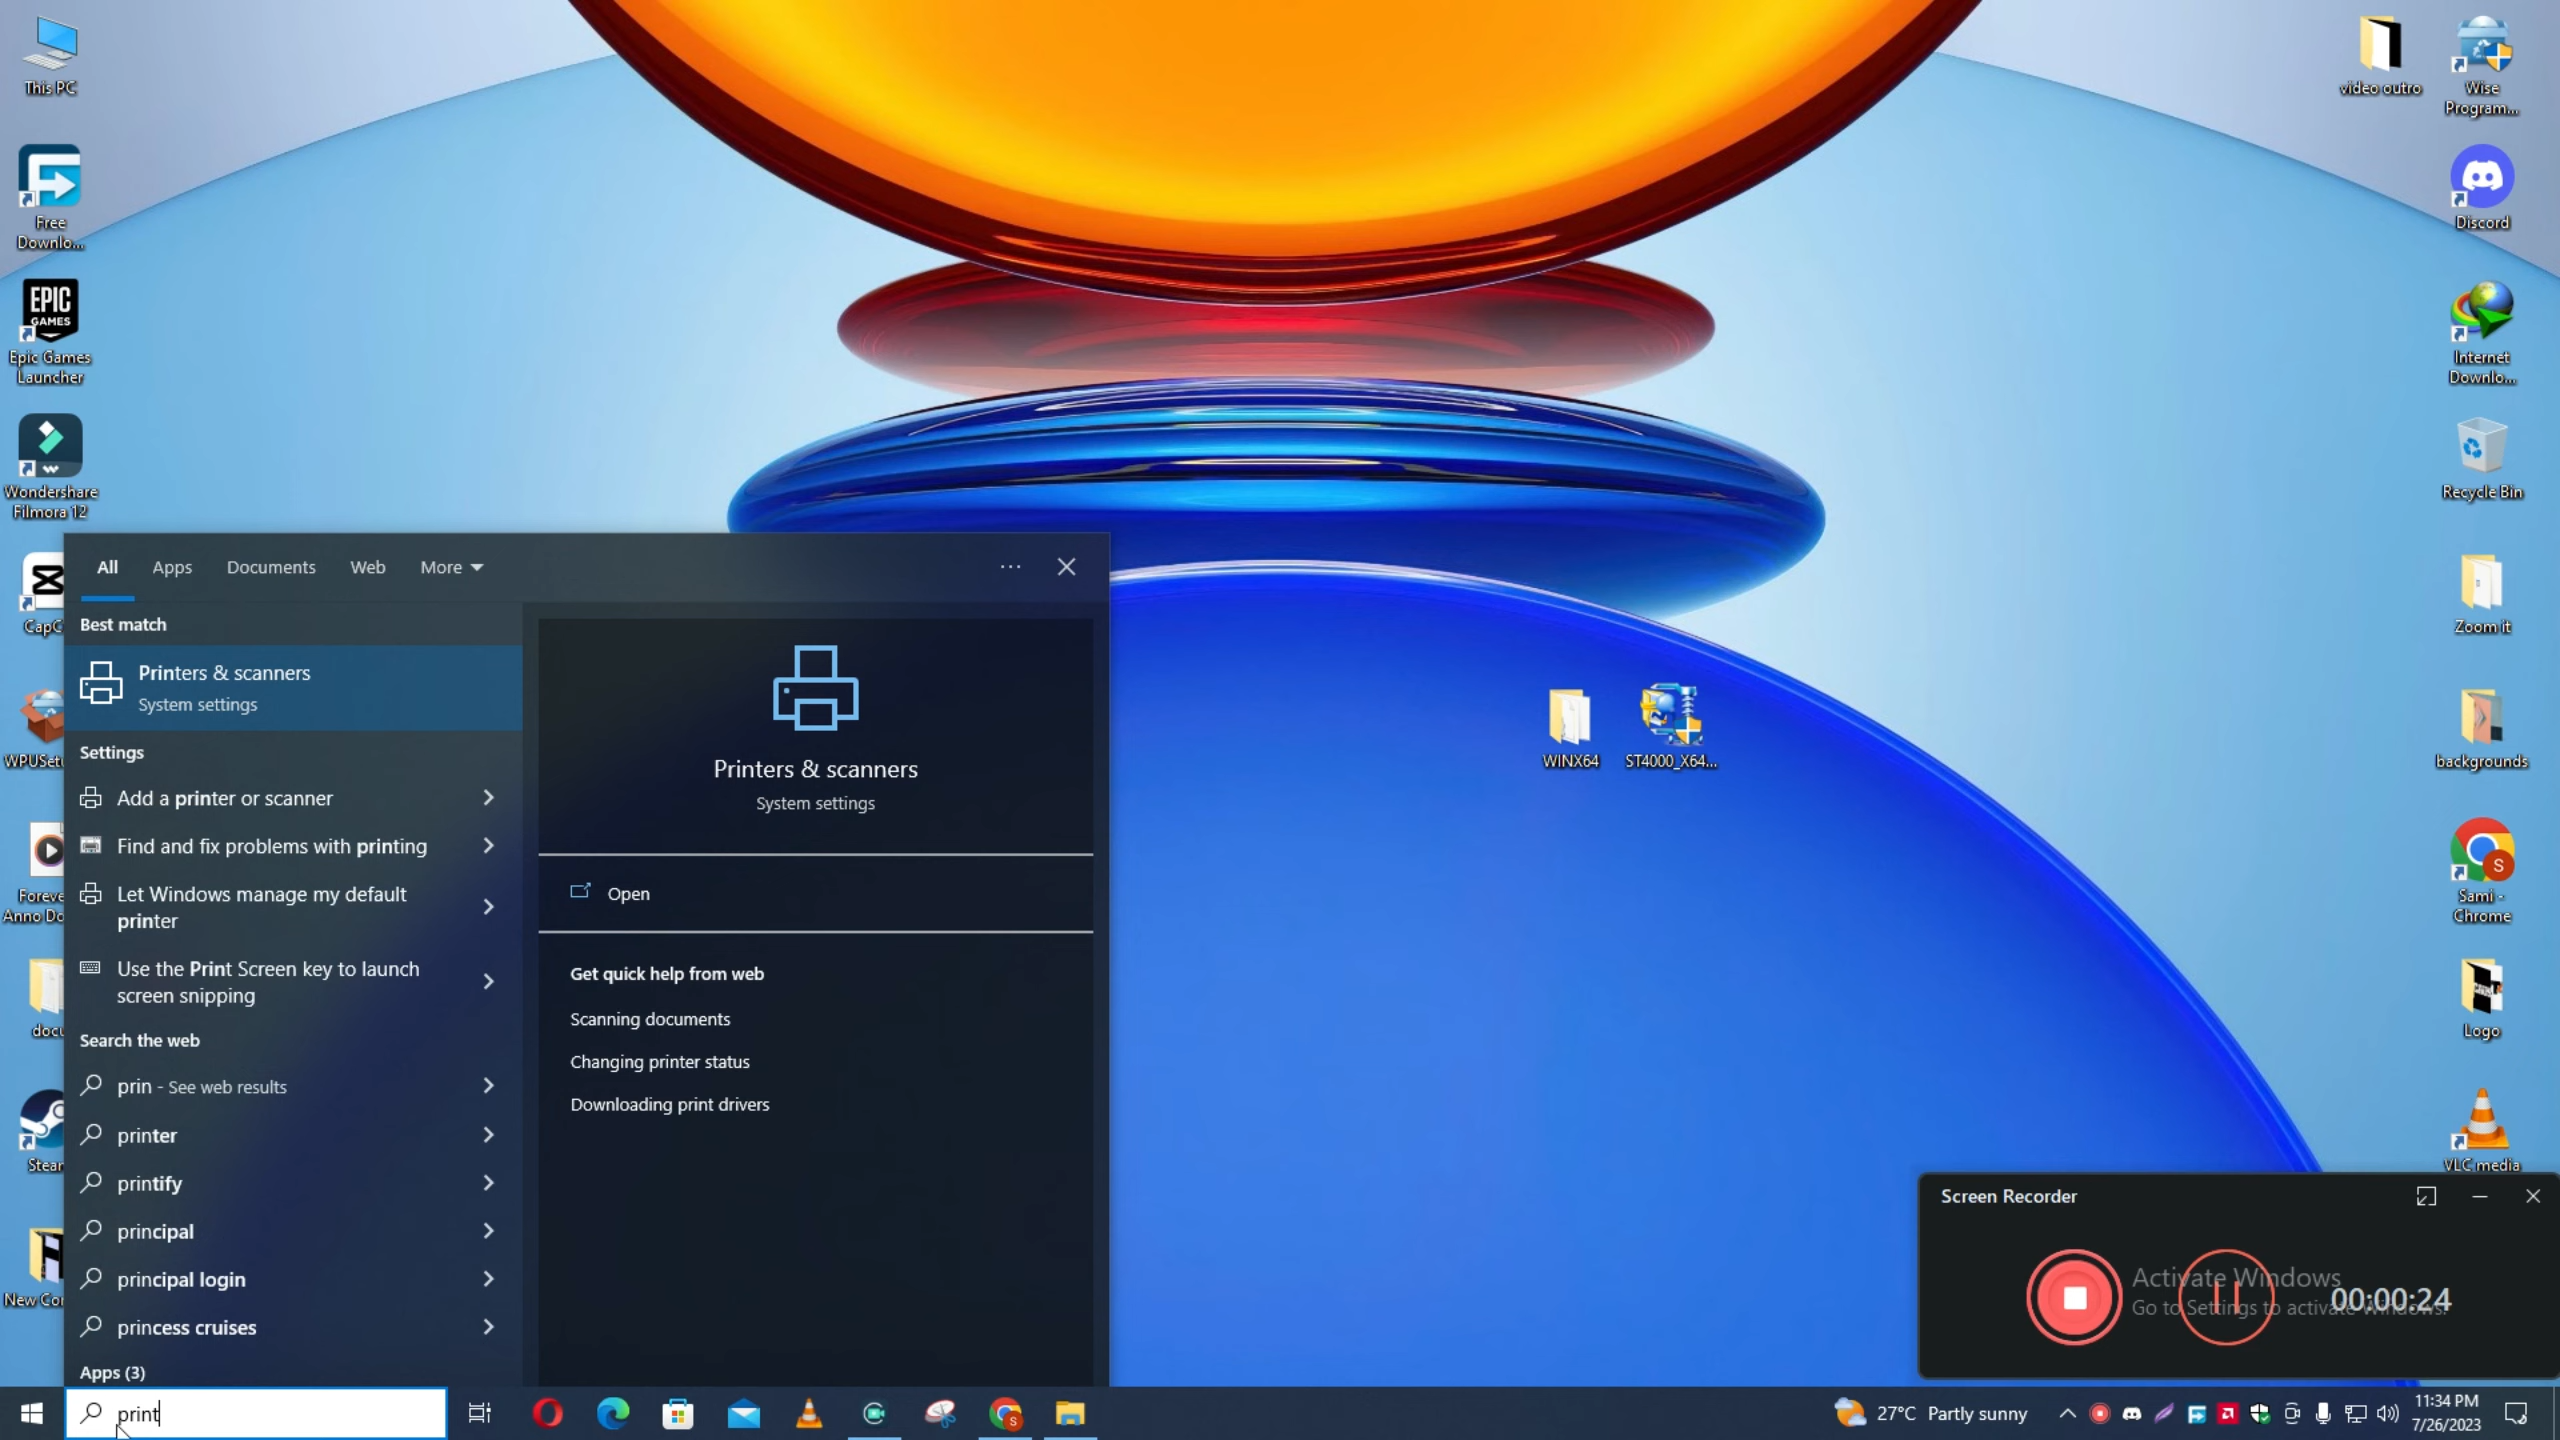 This PC
Free
Downlo...
EPIC
GAMES
Epic Games
Launcher
Wondershare
Filmora 12
CapC
WPUSetu
Foreve
Anno Do
docu
Stear
New Cor
All
Apps
Documents
Web
More
Best match
Printers & scanners
System settings
Settings
Add a printer or scanner
Find and fix problems with printing
Let Windows manage my default
printer
Use the Print Screen key to launch
screen snipping
Search the web
prin - See web results
printer
printify
principal
principal login
princess cruises
Apps (3)
print
Printers & scanners
System settings
Open
Get quick help from web
Scanning documents
Changing printer status
Downloading print drivers
WINX64
ST4000_X64...
video outro
Wise
Program...
Discord
Internet
Downlo...
Recycle Bin
Zoom it
backgrounds
S
Sami -
Chrome
Logo
VLC media
Screen Recorder
Activate Windows
Go to Settings to activate Windows.
00:00:24
S
27°C Partly sunny
11:34 PM
7/26/2023